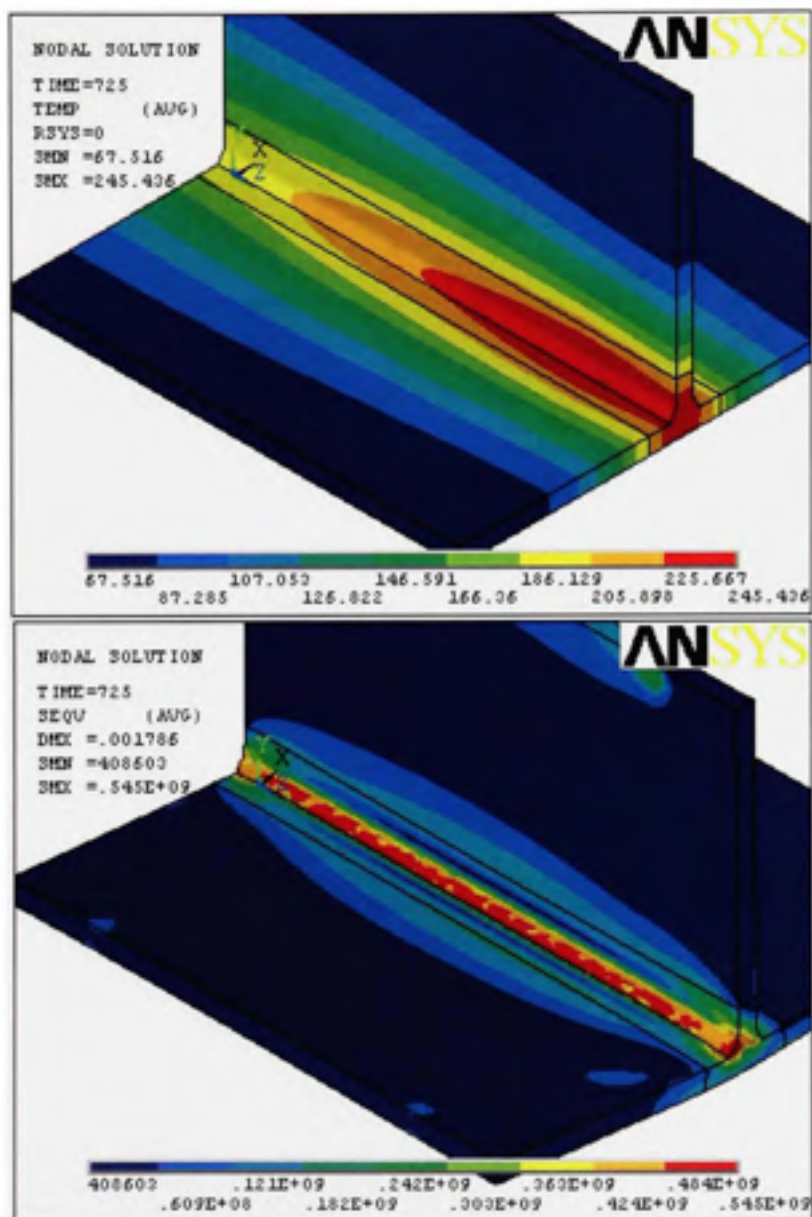 ANSYS
NODAL SOLUTION
TIME=725
TEMP (AVG)
RSYS=0
SMN =67.516
SMX =245.436
X
Z
67.516 107.053 146.591 186.129 225.667
87.285 126.822 166.36 205.898 245.436
ANSYS
NODAL SOLUTION
TIME=725
SEQV (AVG)
DMX =.001786
SMN =408603
SMX =.545E+09
X
408603 .121E+09 .242E+09 .363E+09 .484E+09
.609E+08 .182E+09 .303E+09 .424E+09 .545E+09